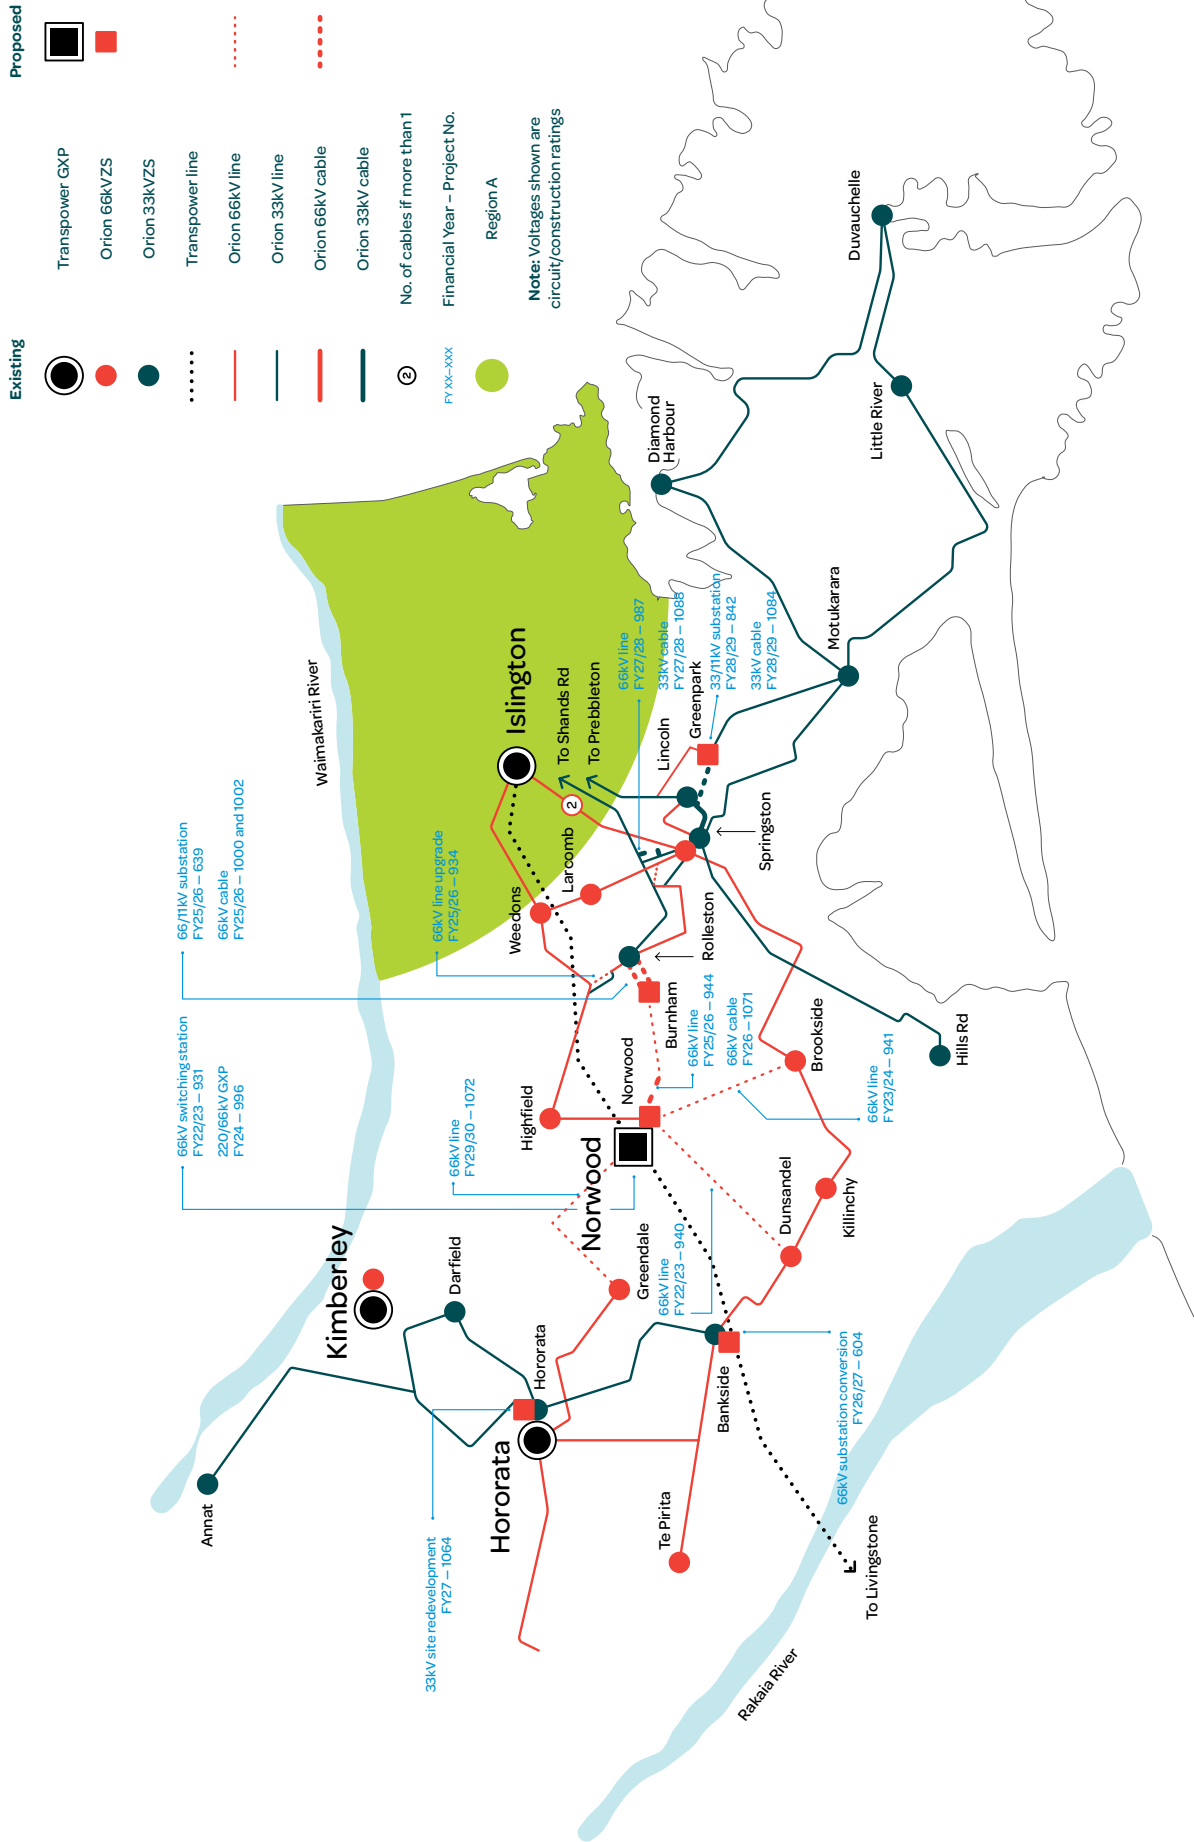 Existing
Proposed
Transpower GXP
Orion 66kVZS
Orion 33kVZS
Transpower line
Orion 66kV line
Orion 33kV line
Orion 66kV cable
Orion 33kV cable
2
No. of cables if more than 1
FY XX–XXX
Financial Year – Project No.
Region A
Note: Voltages shown are
circuit/construction ratings
Waimakariri River
66kV switching station
FY22/23 – 931
220/66kV GXP
FY24 – 996
66/11kV substation
FY25/26 – 639
66kV cable
FY25/26 – 1000 and 1002
Annat
Kimberley
Darfield
33kV site redevelopment
FY27 – 1064
66kV line
FY29/30 – 1072
66kV line upgrade
FY25/26 – 934
Hororata
Hororata
Highfield
Weedons
Larcomb
Islington
2
To Shands Rd
To Prebbleton
Norwood
Norwood
Greendale
66kV line
FY22/23 – 940
Te Pirita
Burnham
66kV line
FY25/26 – 944
66kV cable
FY26 – 1071
Rolleston
Lincoln
Greenpark
66kV line
FY27/28 – 987
33kV cable
FY27/28 – 1088
33/11kV substation
FY28/29 – 842
33kV cable
FY28/29 – 1084
Diamond
Harbour
Bankside
Dunsandel
Brookside
Springston
Motukarara
Killinchy
66kV substation conversion
FY26/27 – 604
66kV line
FY23/24 – 941
Hills Rd
Little River
Duvauchelle
To Livingstone
Rakaia River